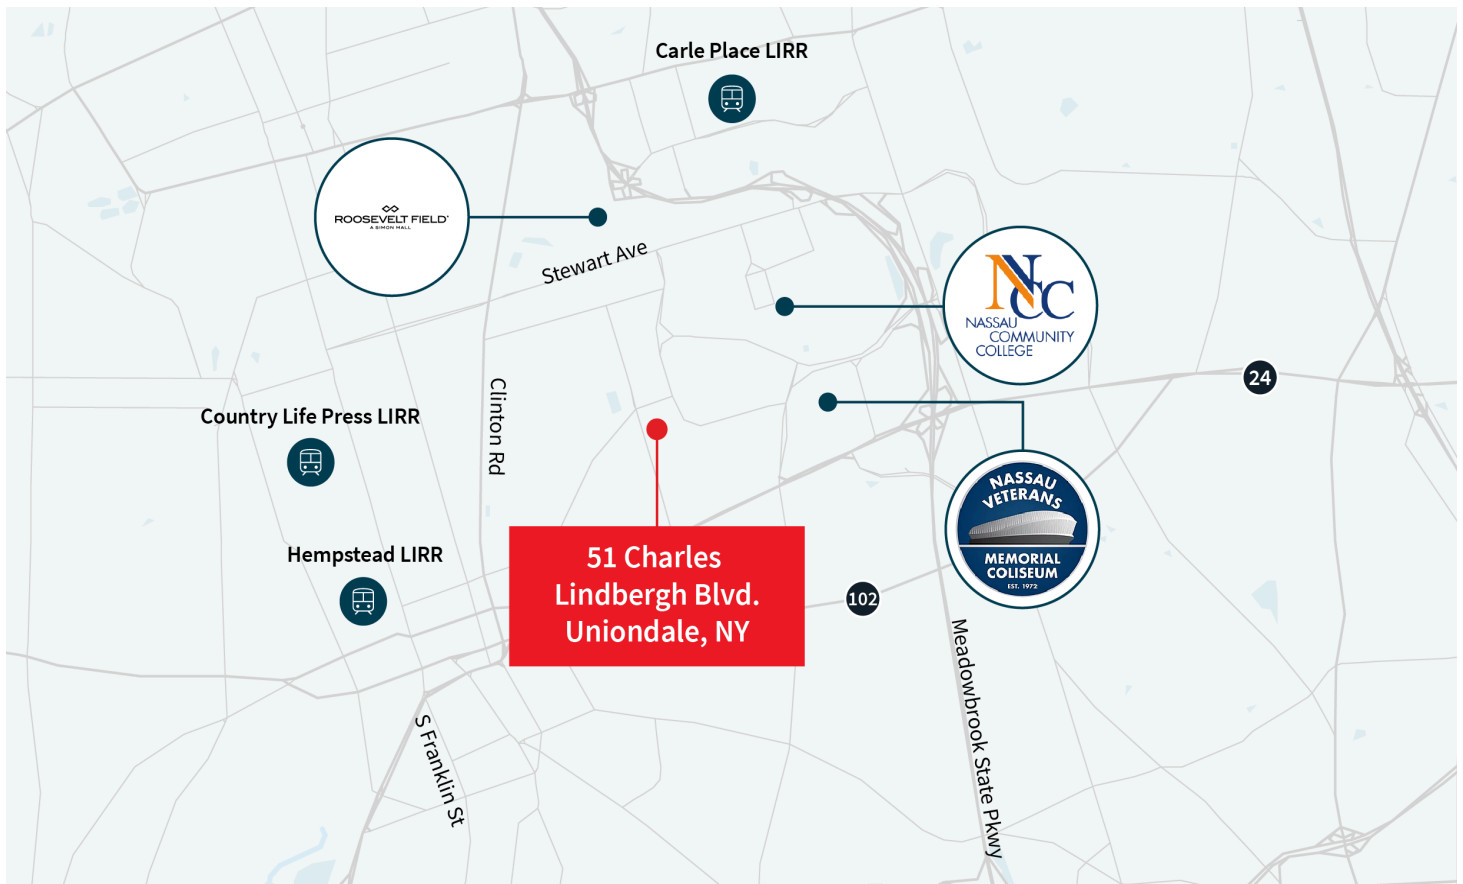 Carle Place LIRR
ROOSEVELT FIELD
A SIMON MALL
Stewart Ave
NCC
NASSAU
COMMUNITY
COLLEGE
24
Clinton Rd
Country Life Press LIRR
NASSAU
VETERANS
MEMORIAL
COLISEUM
EST. 1972
Hempstead LIRR
51 Charles
Lindbergh Blvd.
Uniondale, NY
102
Meadowbrook State Pkwy
S Franklin St